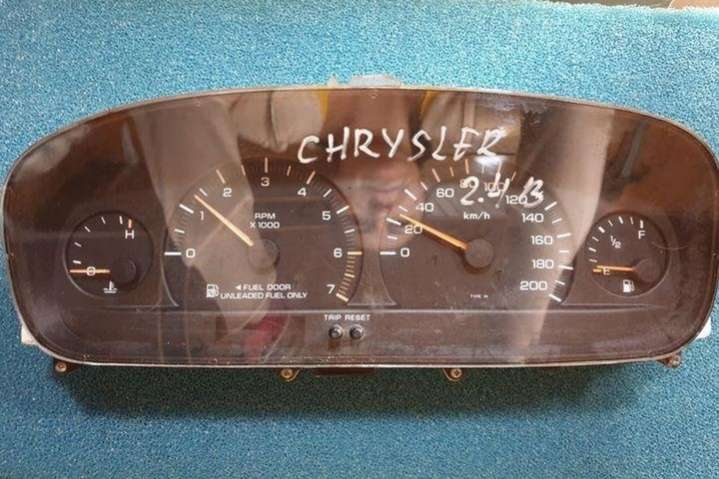 CHRYSLER
2.4 B
H
C
0
1
2
3
4
5
6
7
RPM
X1000
◄ FUEL DOOR
UNLEADED FUEL ONLY
0
20
40
60
80
100
120
140
160
180
200
km/h
F
1/2
E
TRIP RESET